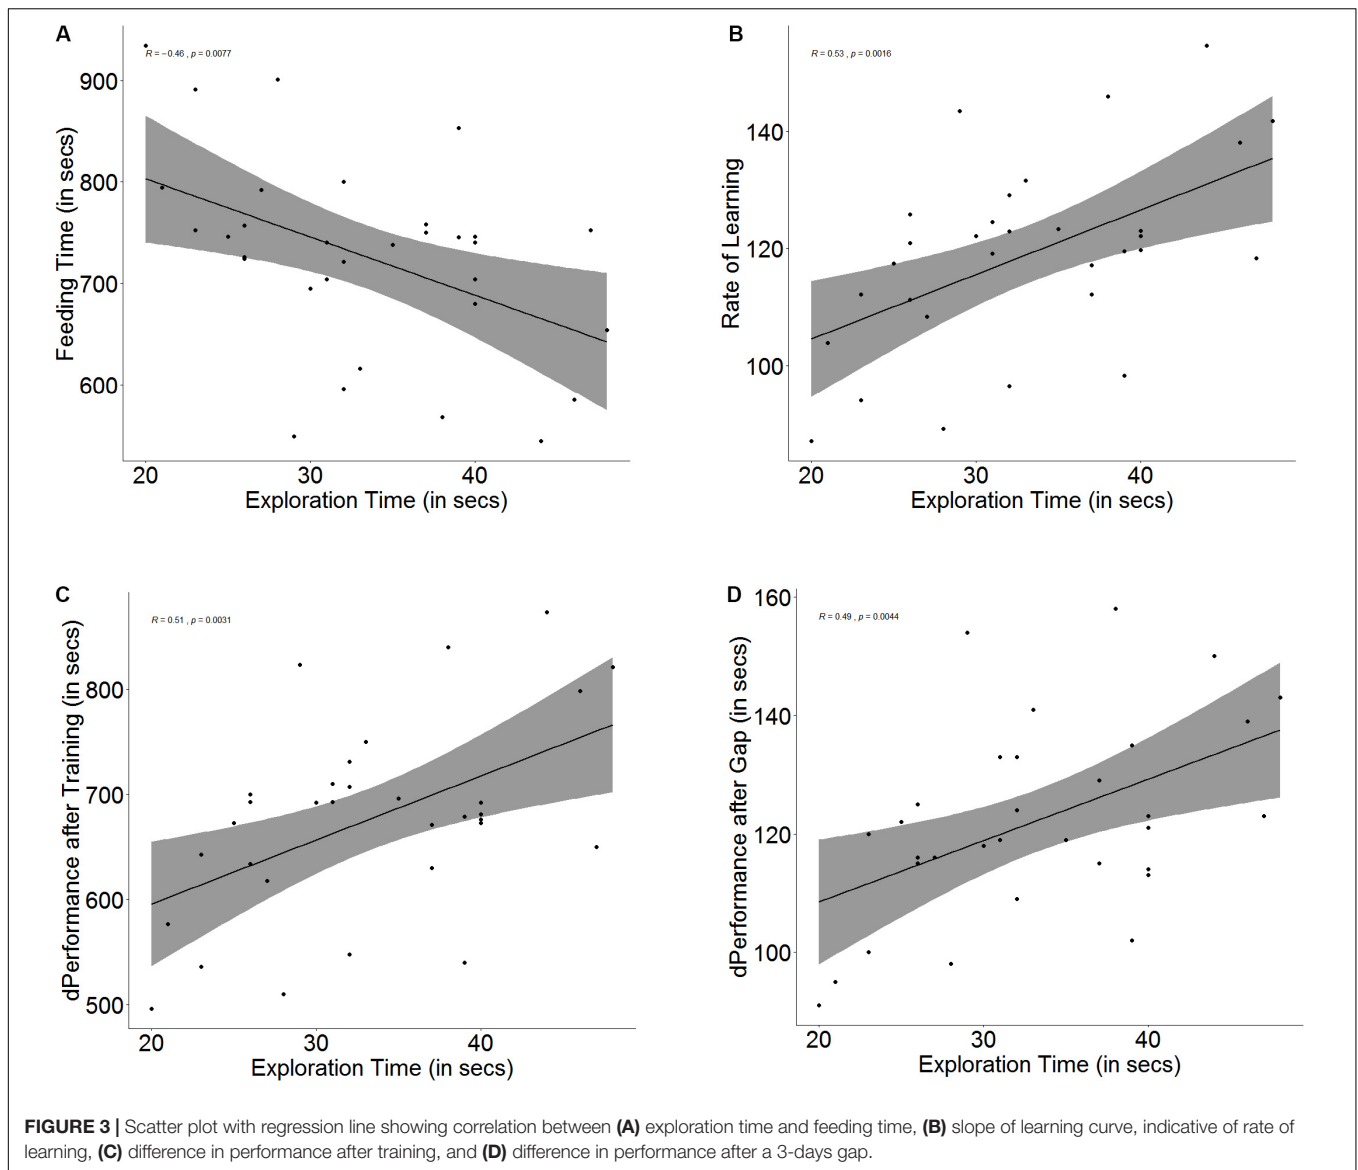 A
R = −0.46 , p = 0.0077
900
800
700
600
Feeding Time (in secs)
20 30 40
Exploration Time (in secs)
B
R = 0.53 , p = 0.0016
140
120
100
Rate of Learning
20 30 40
Exploration Time (in secs)
C
R = 0.51 , p = 0.0031
800
700
600
500
dPerformance after Training (in secs)
20 30 40
Exploration Time (in secs)
D
R = 0.49 , p = 0.0044
160
140
120
100
dPerformance after Gap (in secs)
20 30 40
Exploration Time (in secs)
FIGURE 3 | Scatter plot with regression line showing correlation between (A) exploration time and feeding time, (B) slope of learning curve, indicative of rate of
learning, (C) difference in performance after training, and (D) difference in performance after a 3-days gap.